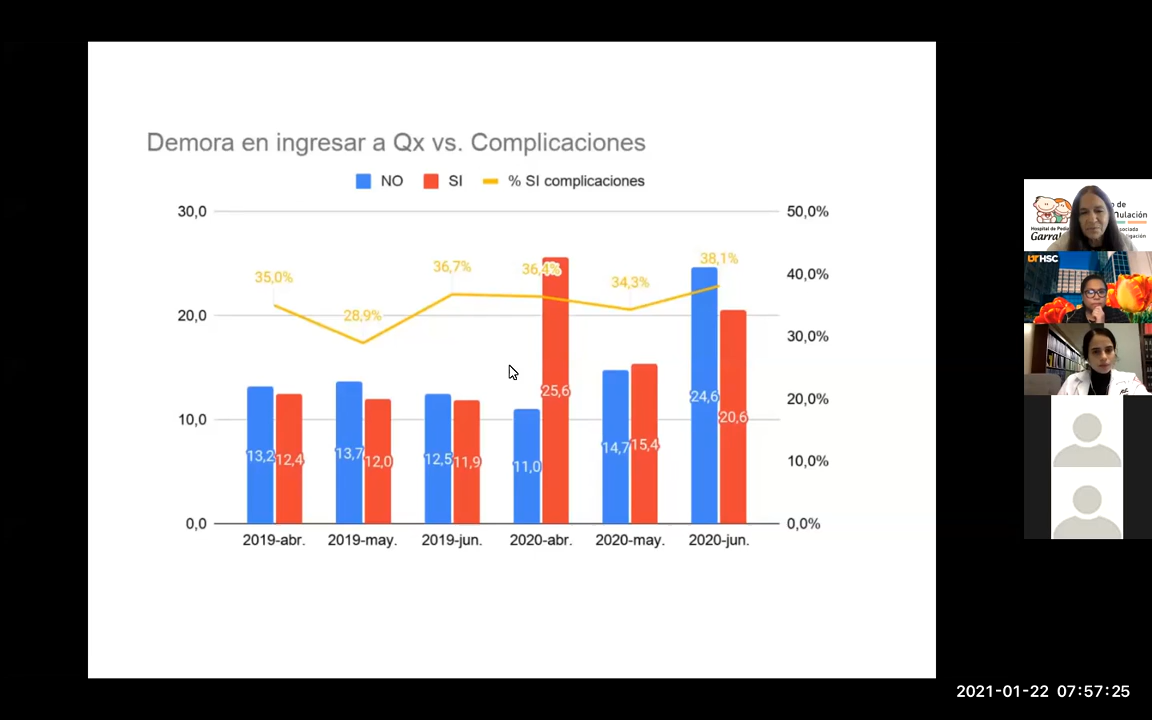 Demora en ingresar a Qx vs. Complicaciones
NO SI % SI complicaciones
30,0 50,0%
40,0%
20,0 30,0%
20,0%
10,0 10,0%
0,0 0,0%
35,0% 28,9% 36,7% 36,4% 34,3% 38,1%
13,2 12,4 13,7 12,0 12,5 11,9 11,0 25,6 14,7 15,4 24,6 20,6
2019-abr. 2019-may. 2019-jun. 2020-abr. 2020-may. 2020-jun.
Hospital de
Garra
UTHSC
2021-01-22 07:57:25